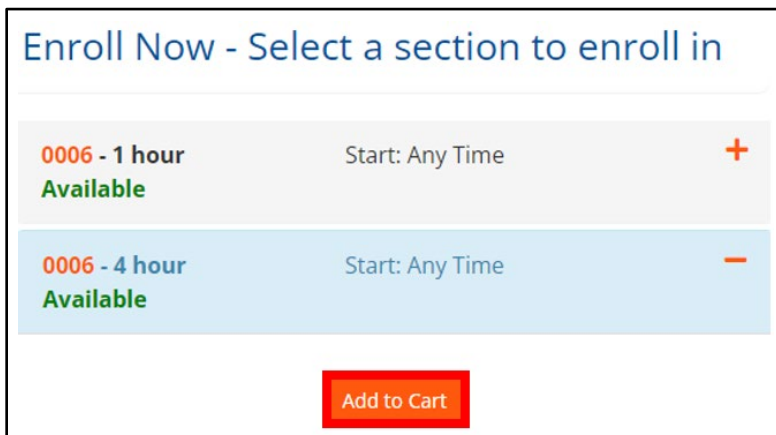 Enroll Now - Select a section to enroll in
0006 - 1 hour Start: Any Time +
Available
0006 - 4 hour Start: Any Time −
Available
Add to Cart